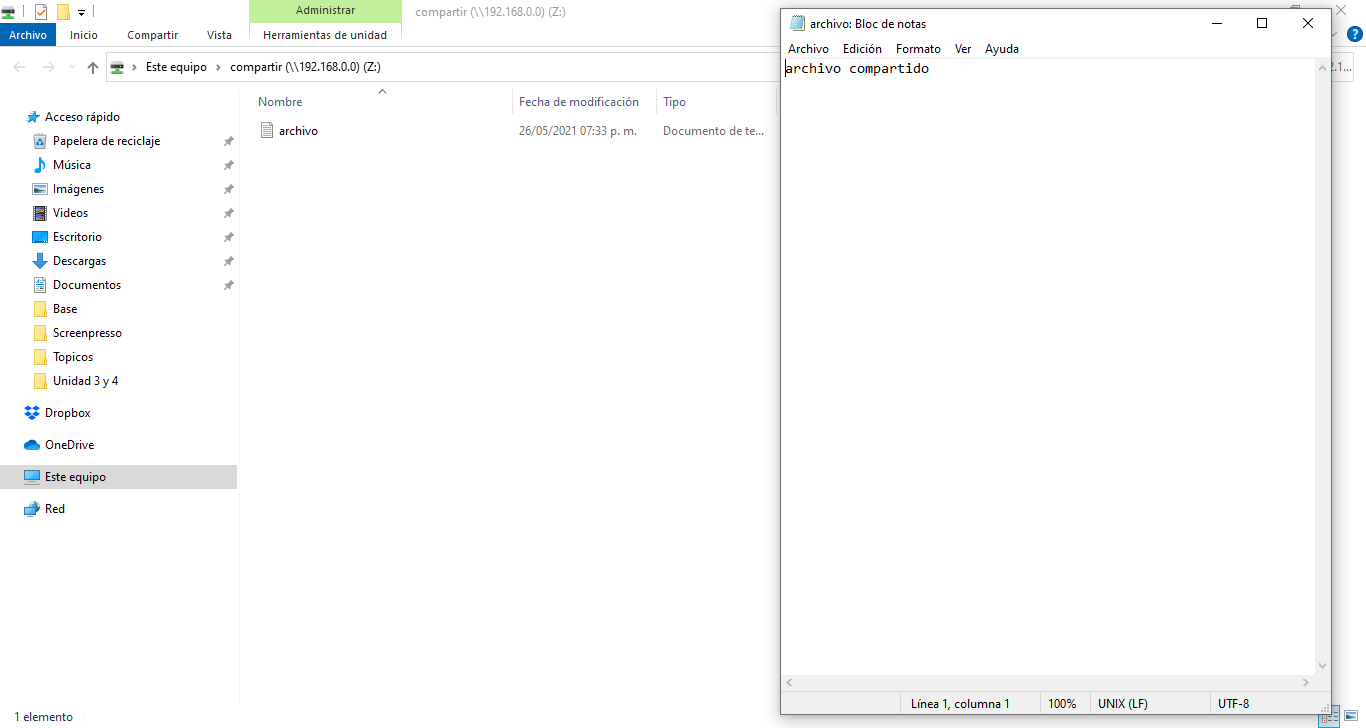 Administrar
compartir (\\192.168.0.0) (Z:)
Archivo
Inicio
Compartir
Vista
Herramientas de unidad
Este equipo
compartir (\\192.168.0.0) (Z:)
Nombre
Fecha de modificación
Tipo
archivo
26/05/2021 07:33 p. m.
Documento de te...
Acceso rápido
Papelera de reciclaje
Música
Imágenes
Videos
Escritorio
Descargas
Documentos
Base
Screenpresso
Topicos
Unidad 3 y 4
Dropbox
OneDrive
Este equipo
Red
1 elemento
archivo: Bloc de notas
Archivo Edición Formato Ver Ayuda
archivo compartido
Línea 1, columna 1
100%
UNIX (LF)
UTF-8